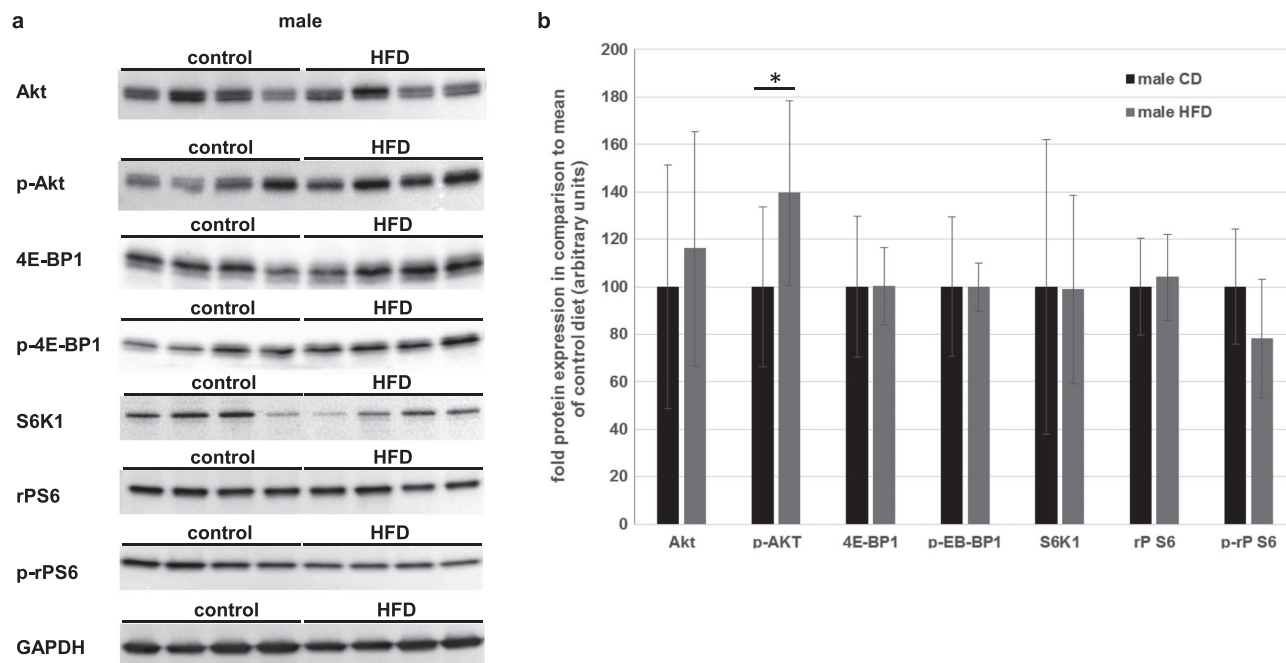 a
male
control HFD
Akt
control HFD
p-Akt
control HFD
4E-BP1
control HFD
p-4E-BP1
control HFD
S6K1
control HFD
rPS6
control HFD
p-rPS6
control HFD
GAPDH
b
fold protein expression in comparison to mean
of control diet (arbitrary units)
200
180
160
140
120
100
80
60
40
20
0
*
male CD
male HFD
Akt p-AKT 4E-BP1 p-EB-BP1 S6K1 rP S6 p-rP S6